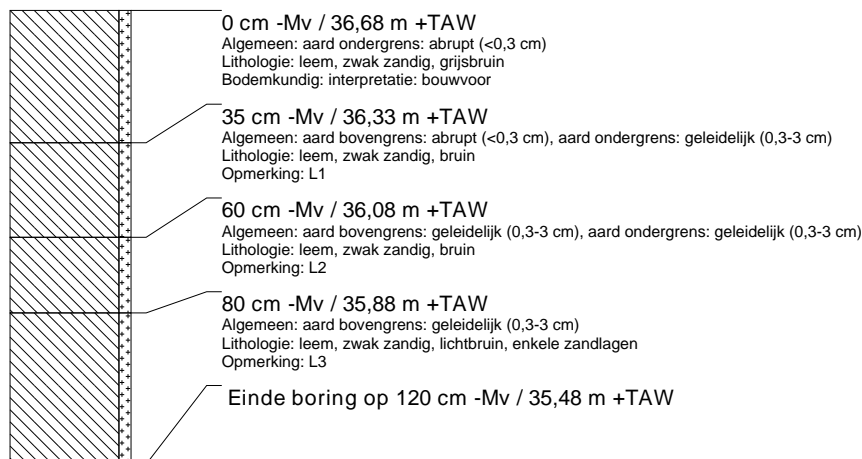 0 cm -Mv / 36,68 m +TAW
Algemeen: aard ondergrens: abrupt (<0,3 cm)
Lithologie: leem, zwak zandig, grijsbruin
Bodemkundig: interpretatie: bouwvoor
35 cm -Mv / 36,33 m +TAW
Algemeen: aard bovengrens: abrupt (<0,3 cm), aard ondergrens: geleidelijk (0,3-3 cm)
Lithologie: leem, zwak zandig, bruin
Opmerking: L1
60 cm -Mv / 36,08 m +TAW
Algemeen: aard bovengrens: geleidelijk (0,3-3 cm), aard ondergrens: geleidelijk (0,3-3 cm)
Lithologie: leem, zwak zandig, bruin
Opmerking: L2
80 cm -Mv / 35,88 m +TAW
Algemeen: aard bovengrens: geleidelijk (0,3-3 cm)
Lithologie: leem, zwak zandig, lichtbruin, enkele zandlagen
Opmerking: L3
Einde boring op 120 cm -Mv / 35,48 m +TAW